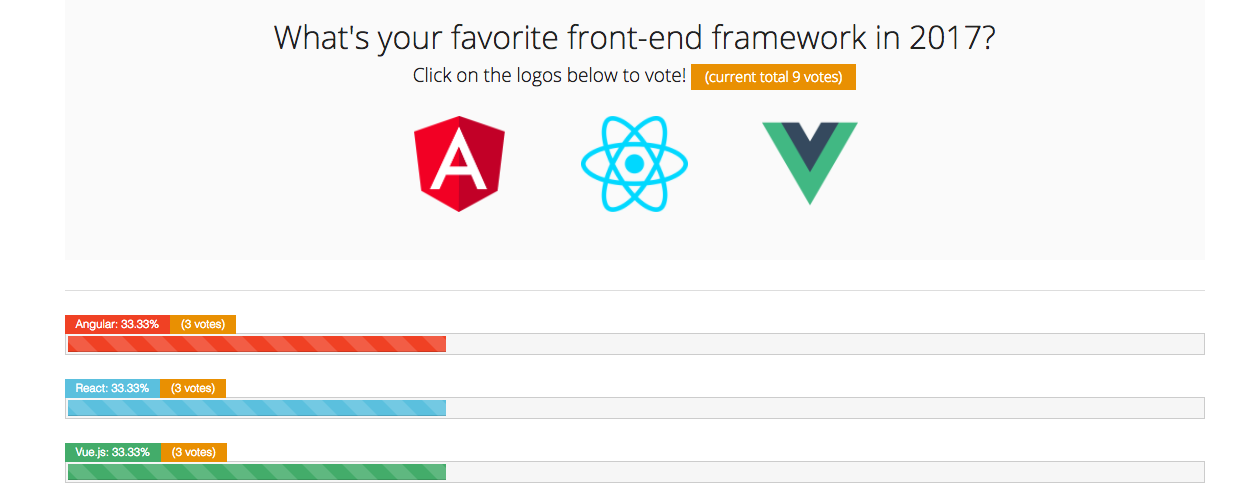 What's your favorite front-end framework in 2017?
Click on the logos below to vote! (current total 9 votes)
A
Angular: 33.33% (3 votes)
React: 33.33% (3 votes)
Vue.js: 33.33% (3 votes)